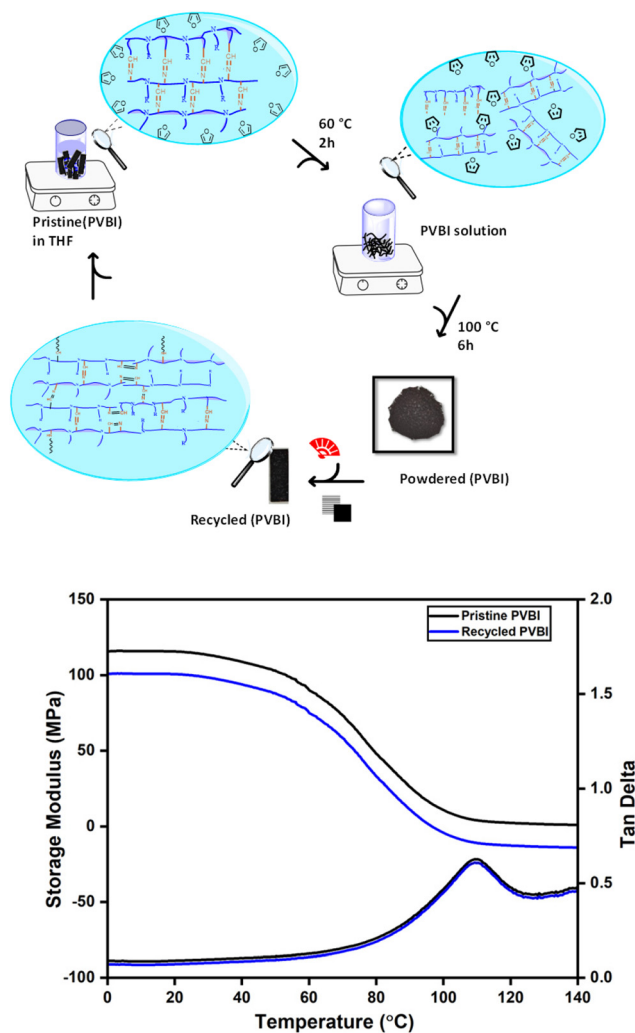 60 °C
2h
Pristine(PVBI)
in THF
PVBI solution
100 °C
6h
Powdered (PVBI)
Recycled (PVBI)
150
100
50
0
-50
-100
Storage Modulus (MPa)
Pristine PVBI
Recycled PVBI
2.0
1.5
1.0
0.5
0.0
Tan Delta
0 20 40 60 80 100 120 140
Temperature (°C)